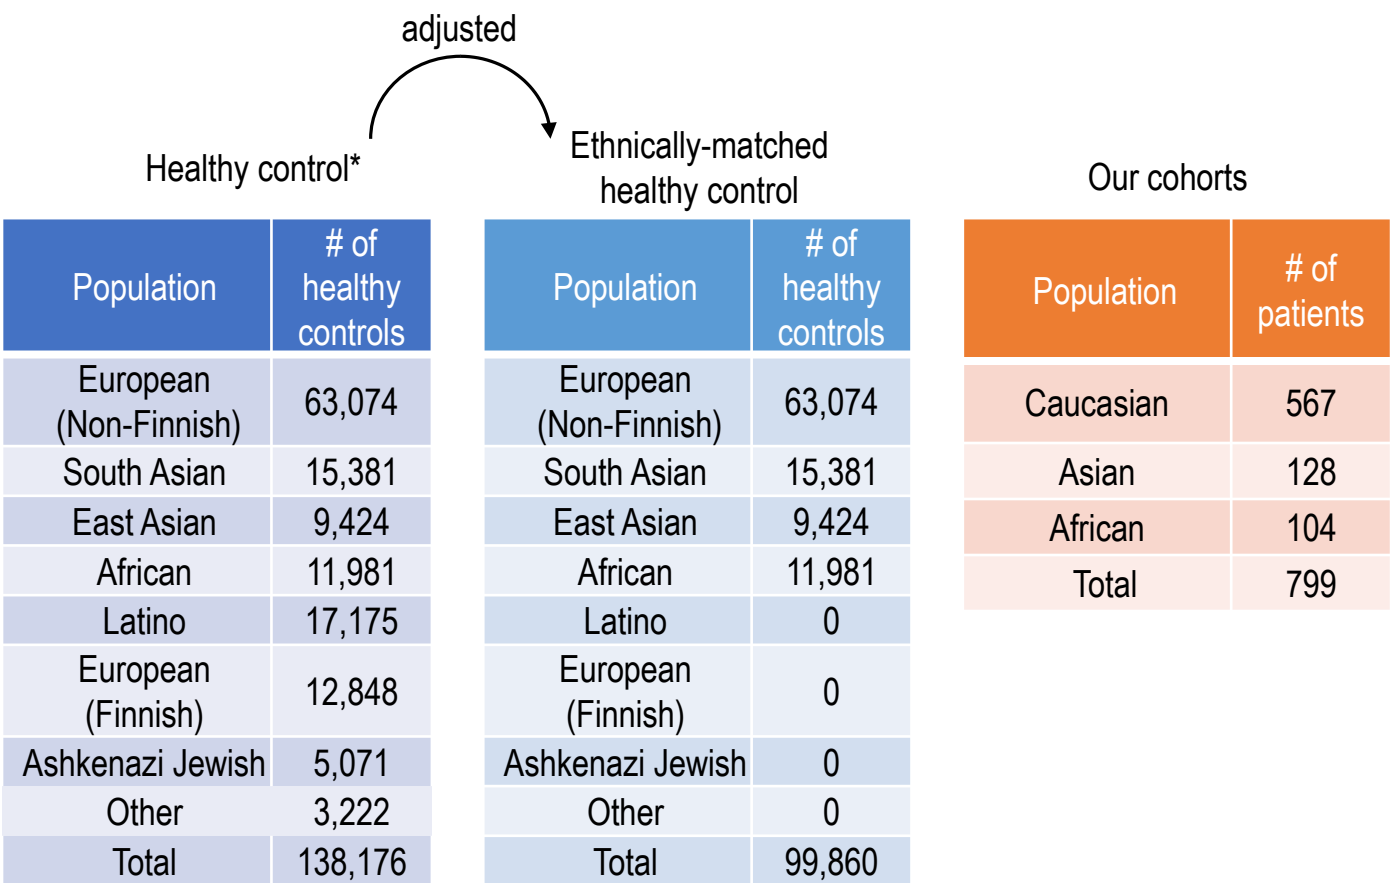 adjusted
Healthy control*
Population
# of
healthy
controls
European
(Non-Finnish)
63,074
South Asian
15,381
East Asian
9,424
African
11,981
Latino
17,175
European
(Finnish)
12,848
Ashkenazi Jewish
5,071
Other
3,222
Total
138,176
Ethnically-matched
healthy control
Population
# of
healthy
controls
European
(Non-Finnish)
63,074
South Asian
15,381
East Asian
9,424
African
11,981
Latino
0
European
(Finnish)
0
Ashkenazi Jewish
0
Other
0
Total
99,860
Our cohorts
Population
# of
patients
Caucasian
567
Asian
128
African
104
Total
799